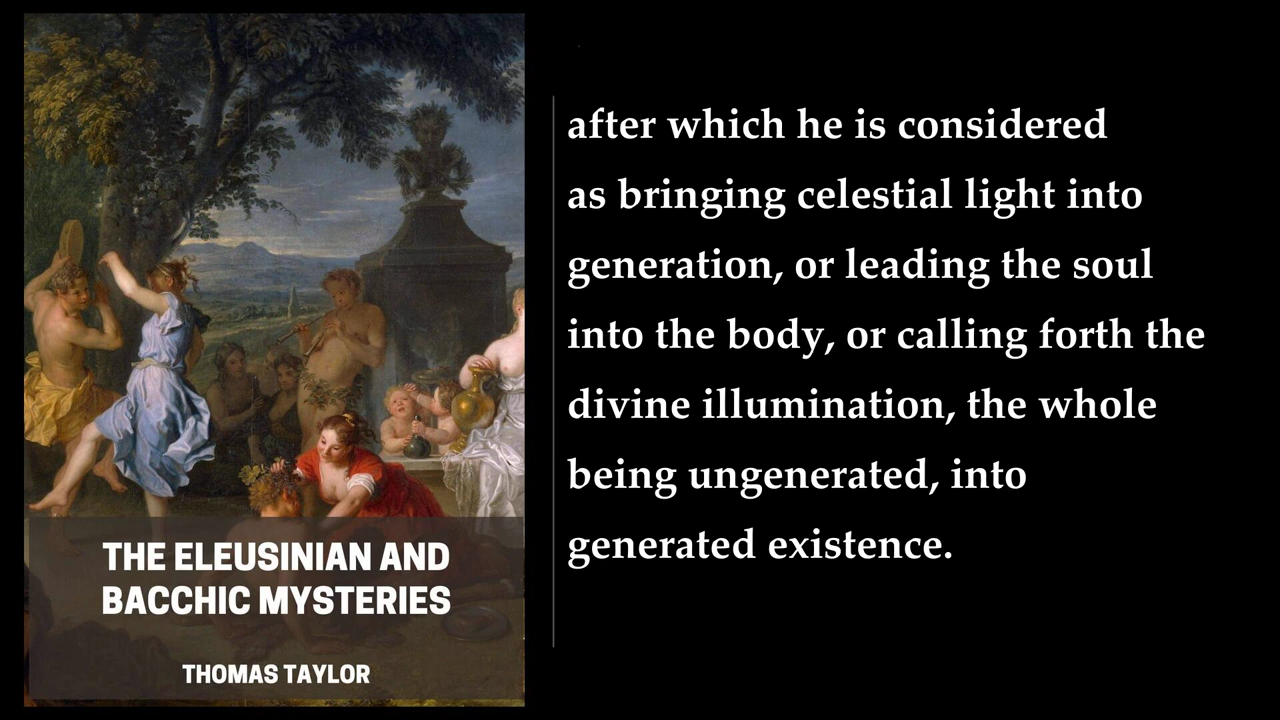 THE ELEUSINIAN AND
BACCHIC MYSTERIES
THOMAS TAYLOR
after which he is considered
as bringing celestial light into
generation, or leading the soul
into the body, or calling forth the
divine illumination, the whole
being ungenerated, into
generated existence.